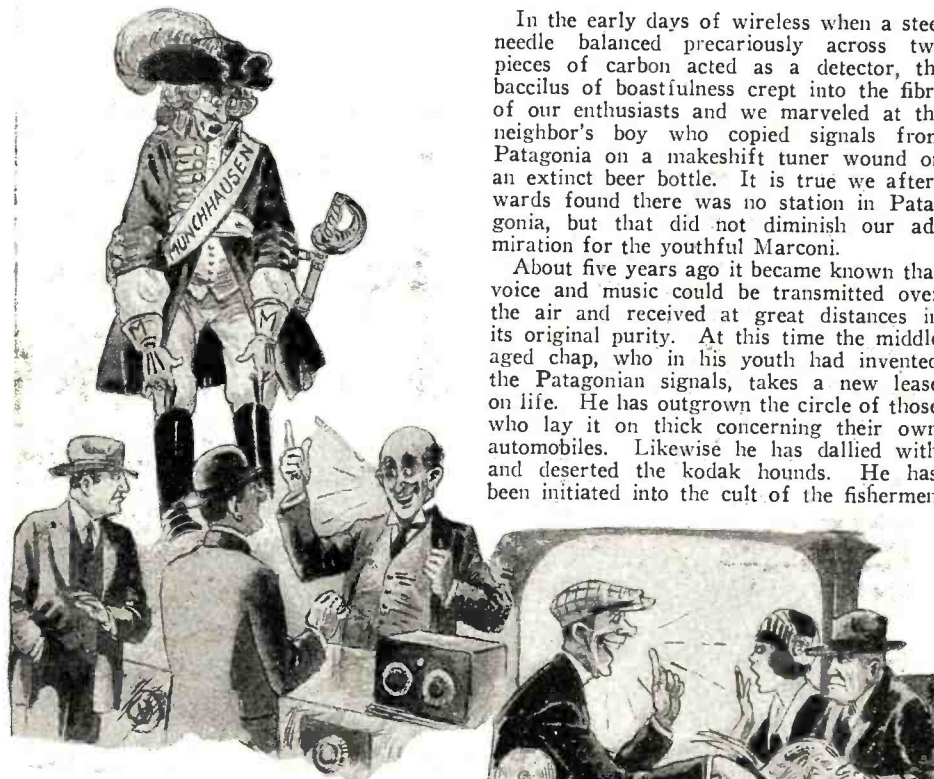 MUNCHHAUSEN
M
M
In the early days of wireless when a stee
needle balanced precariously across tw
pieces of carbon acted as a detector, th
baccilus of boastfulness crept into the fibr
of our enthusiasts and we marveled at th
neighbor's boy who copied signals from
Patagonia on a makeshift tuner wound on
an extinct beer bottle. It is true we after
wards found there was no station in Pata
gonia, but that did not diminish our ad
miration for the youthful Marconi.
About five years ago it became known tha
voice and music could be transmitted over
the air and received at great distances in
its original purity. At this time the middle
aged chap, who in his youth had invented
the Patagonian signals, takes a new lease
on life. He has outgrown the circle of those
who lay it on thick concerning their own
automobiles. Likewise he has dallied with
and deserted the kodak hounds. He has
been initiated into the cult of the fishermen